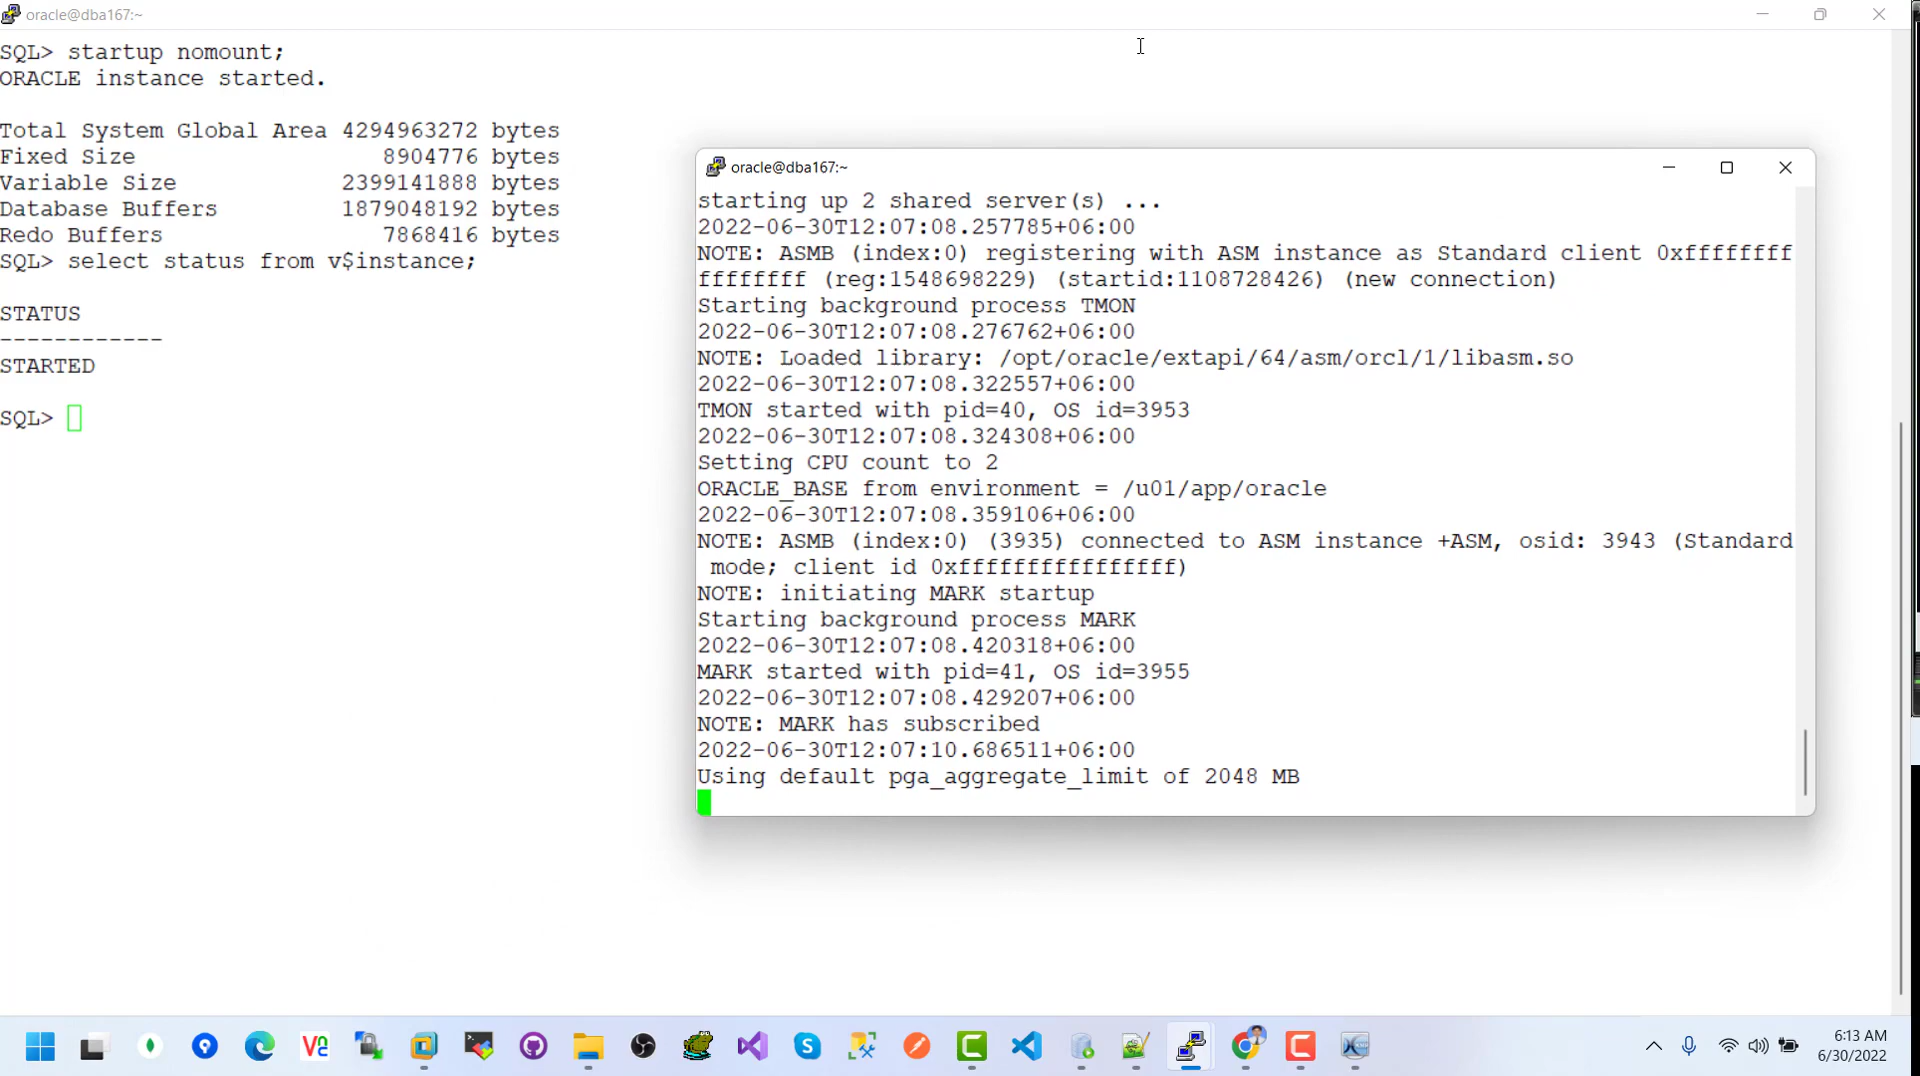 oracle@dba167:~
SQL> startup nomount;
ORACLE instance started.
Total System Global Area 4294963272 bytes
Fixed Size 8904776 bytes
Variable Size 2399141888 bytes
Database Buffers 1879048192 bytes
Redo Buffers 7868416 bytes
SQL> select status from v$instance;
STATUS
------------
STARTED
SQL>
oracle@dba167:~
starting up 2 shared server(s) ...
2022-06-30T12:07:08.257785+06:00
NOTE: ASMB (index:0) registering with ASM instance as Standard client 0xffffffff
ffffffff (reg:1548698229) (startid:1108728426) (new connection)
Starting background process TMON
2022-06-30T12:07:08.276762+06:00
NOTE: Loaded library: /opt/oracle/extapi/64/asm/orcl/1/libasm.so
2022-06-30T12:07:08.322557+06:00
TMON started with pid=40, OS id=3953
2022-06-30T12:07:08.324308+06:00
Setting CPU count to 2
ORACLE_BASE from environment = /u01/app/oracle
2022-06-30T12:07:08.359106+06:00
NOTE: ASMB (index:0) (3935) connected to ASM instance +ASM, osid: 3943 (Standard
mode; client id 0xffffffffffffffff)
NOTE: initiating MARK startup
Starting background process MARK
2022-06-30T12:07:08.420318+06:00
MARK started with pid=41, OS id=3955
2022-06-30T12:07:08.429207+06:00
NOTE: MARK has subscribed
2022-06-30T12:07:10.686511+06:00
Using default pga_aggregate_limit of 2048 MB
6:13 AM
6/30/2022